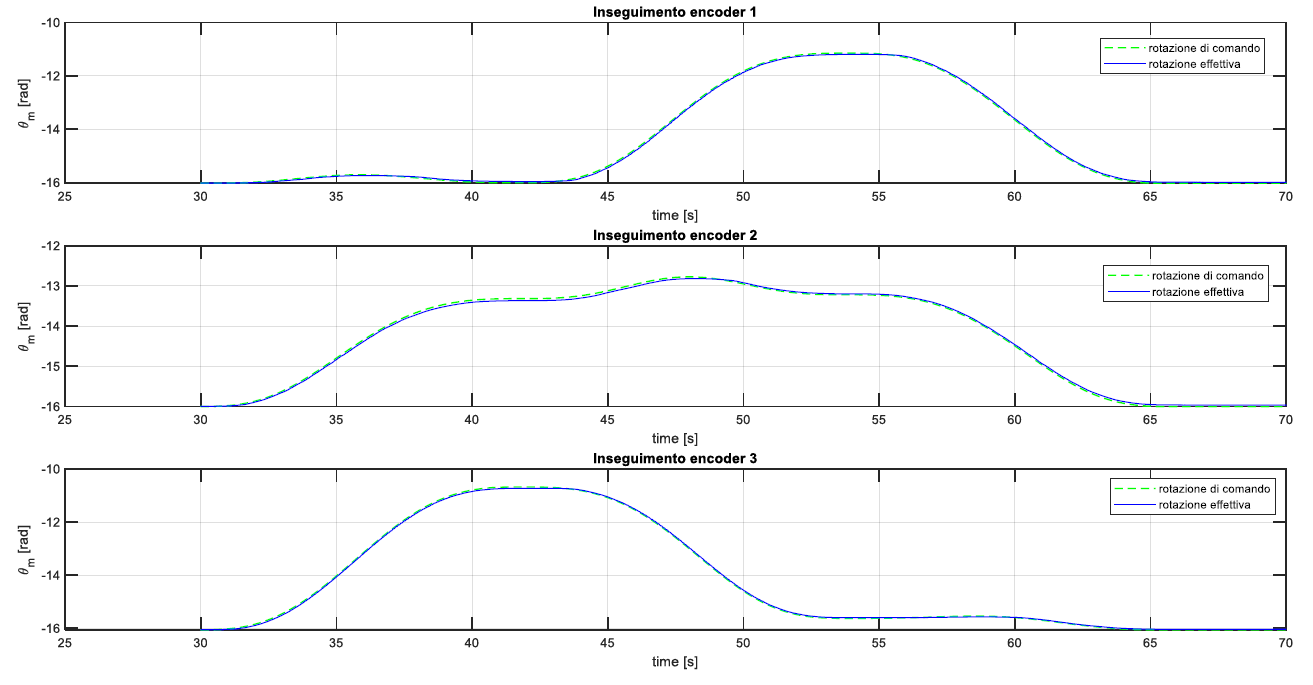 Inseguimento encoder 1
-10
-12
-14
-16
θm [rad]
rotazione di comando
rotazione effettiva
25 30 35 40 45 50 55 60 65 70
time [s]
Inseguimento encoder 2
-12
-13
-14
-15
-16
θm [rad]
rotazione di comando
rotazione effettiva
25 30 35 40 45 50 55 60 65 70
time [s]
Inseguimento encoder 3
-10
-12
-14
-16
θm [rad]
rotazione di comando
rotazione effettiva
25 30 35 40 45 50 55 60 65 70
time [s]